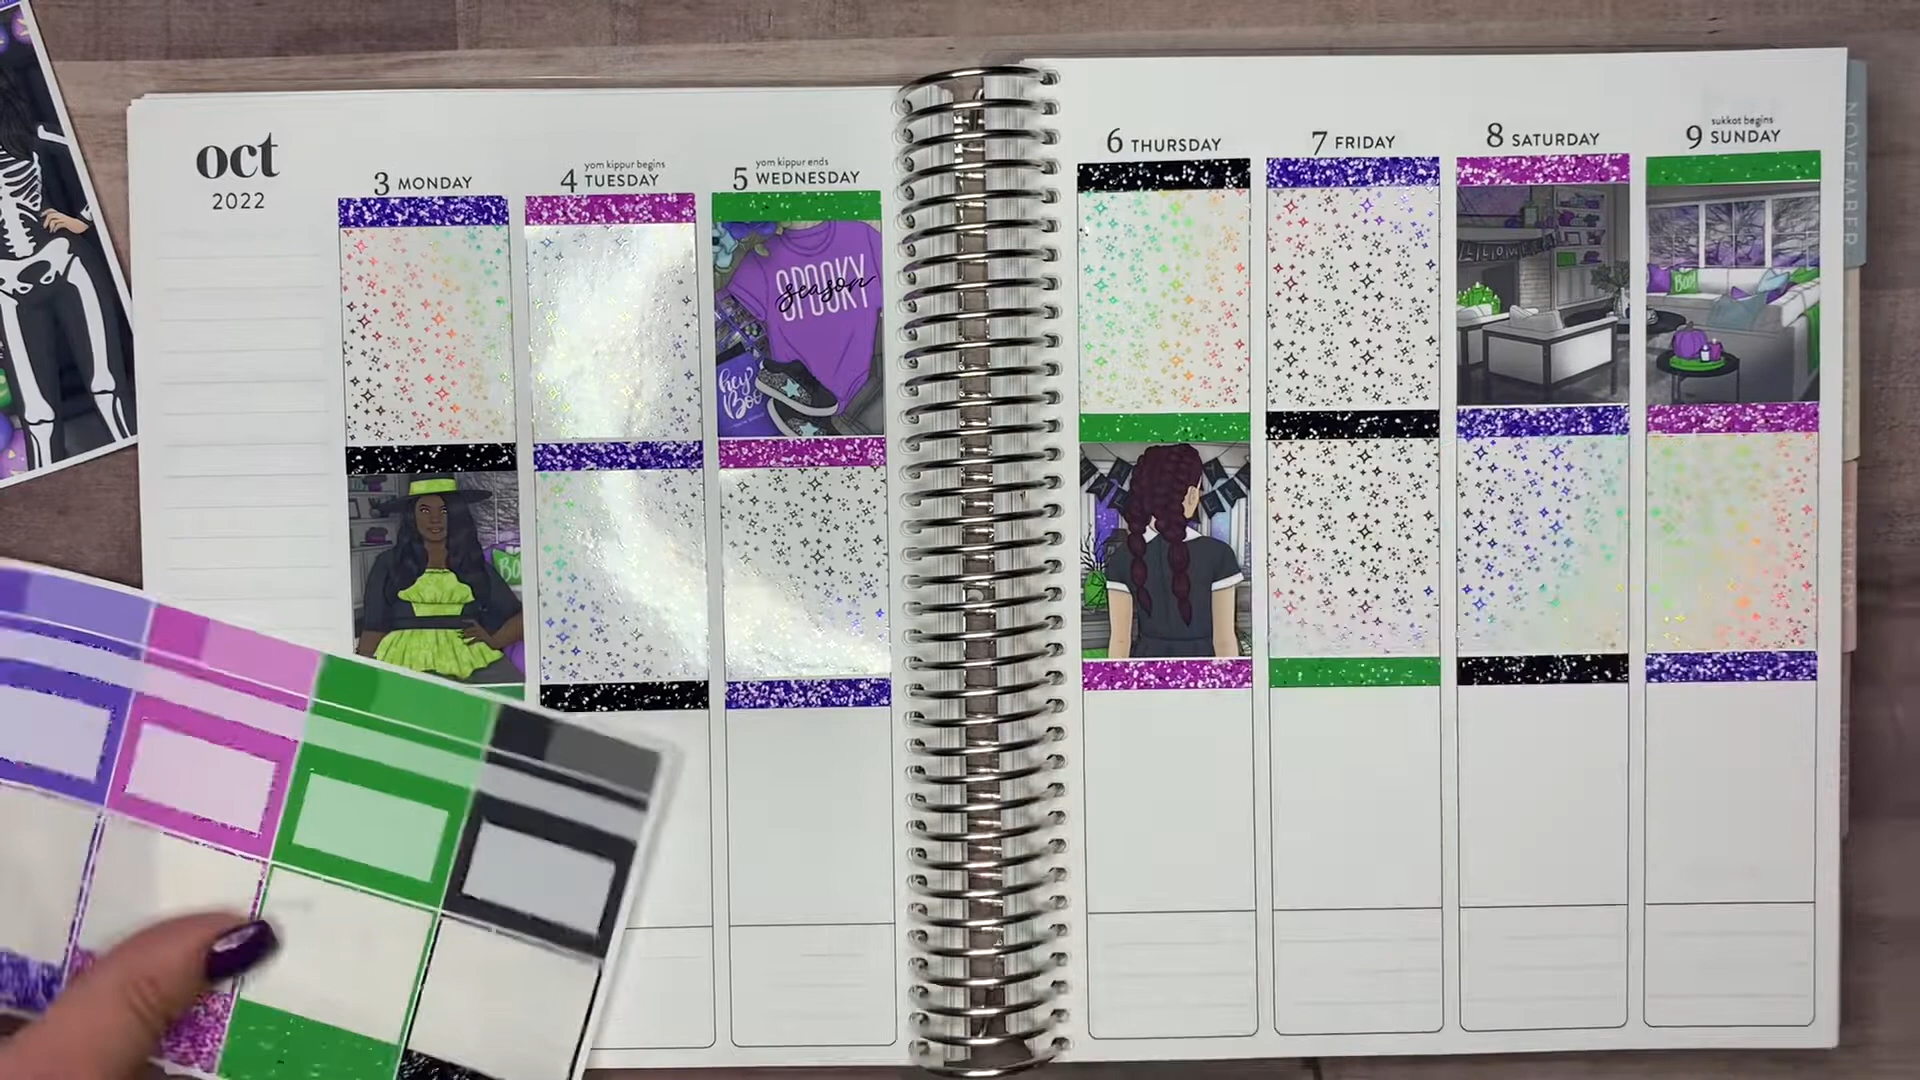 oct
2022
3 MONDAY
yom kippur begins
4 TUESDAY
yom kippur ends
5 WEDNESDAY
6 THURSDAY
7 FRIDAY
8 SATURDAY
sukkot begins
9 SUNDAY
SPOOKY
season
hey
Boo
BOO
NOVEMBER